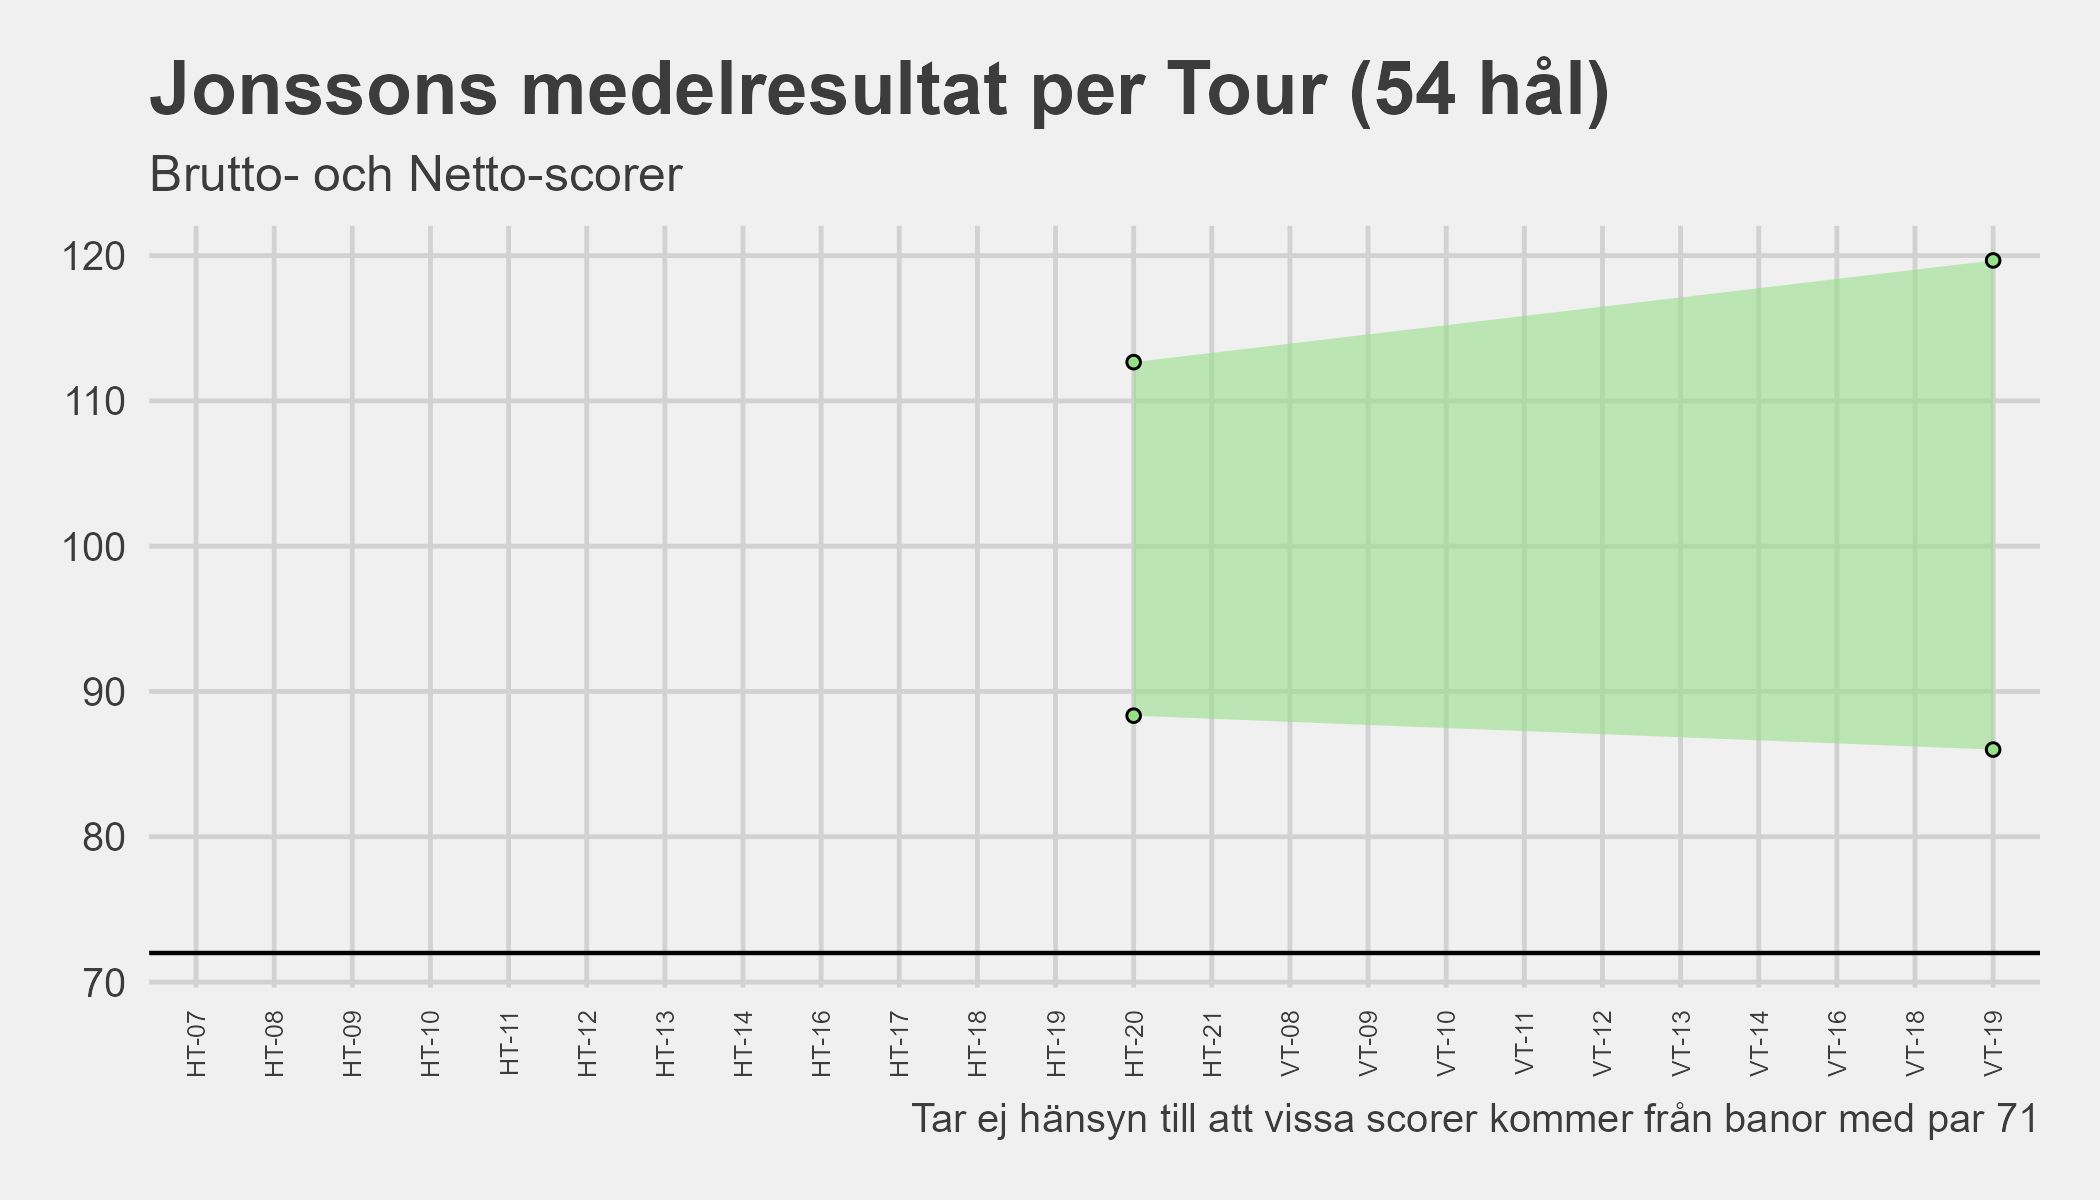 Jonssons medelresultat per Tour (54 hål)
Brutto- och Netto-scorer
120
110
100
90
80
70
HT-07
HT-08
HT-09
HT-10
HT-11
HT-12
HT-13
HT-14
HT-16
HT-17
HT-18
HT-19
HT-20
HT-21
VT-08
VT-09
VT-10
VT-11
VT-12
VT-13
VT-14
VT-16
VT-18
VT-19
Tar ej hänsyn till att vissa scorer kommer från banor med par 71